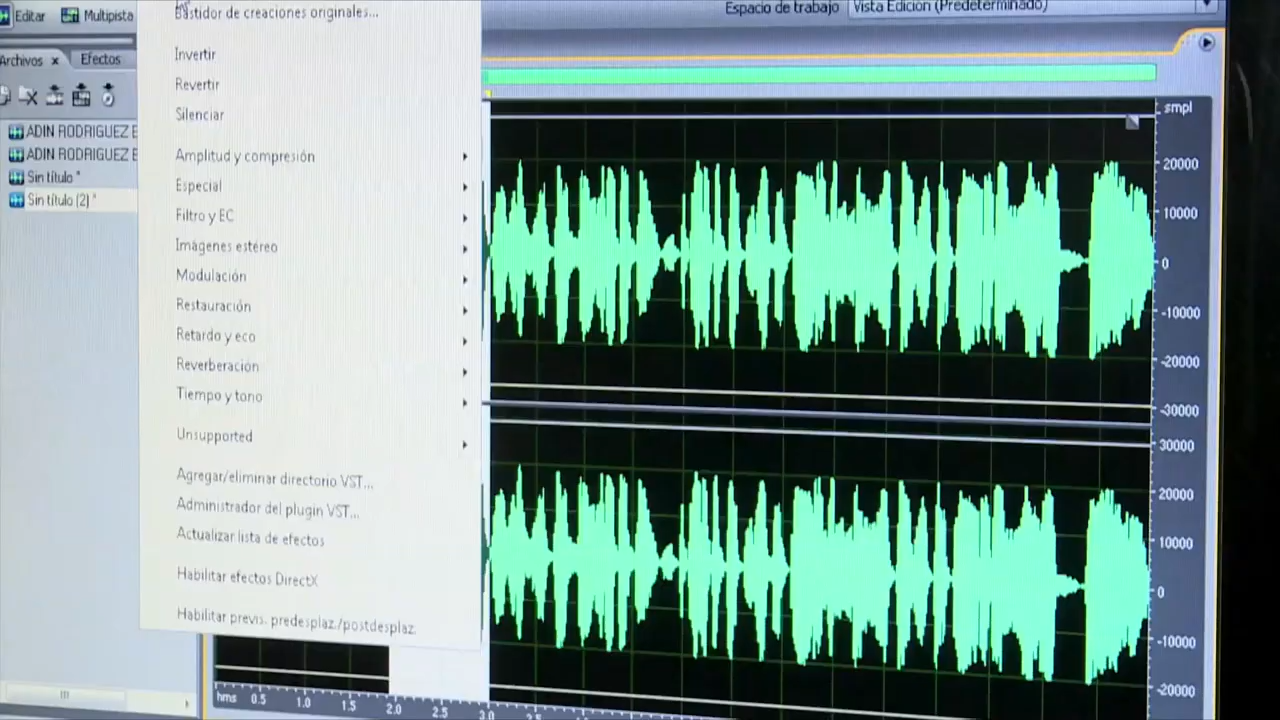 Editar
Multipista
Espacio de trabajo
Vista Edición (Predeterminado)
Archivos x
Efectos
ADIN RODRIGUEZ E
ADIN RODRIGUEZ E
Sin título *
Sin título (2) *
Bastidor de creaciones originales...
Invertir
Revertir
Silenciar
Amplitud y compresión
Especial
Filtro y EC
Imágenes estéreo
Modulación
Restauración
Retardo y eco
Reverberación
Tiempo y tono
Unsupported
Agregar/eliminar directorio VST...
Administrador del plugin VST...
Actualizar lista de efectos
Habilitar efectos DirectX
Habilitar previs. predesplaz./postdesplaz.
smpl
20000
10000
0
-10000
-20000
-30000
30000
20000
10000
0
-10000
-20000
hms 0.5 1.0 1.5 2.0 2.5 3.0